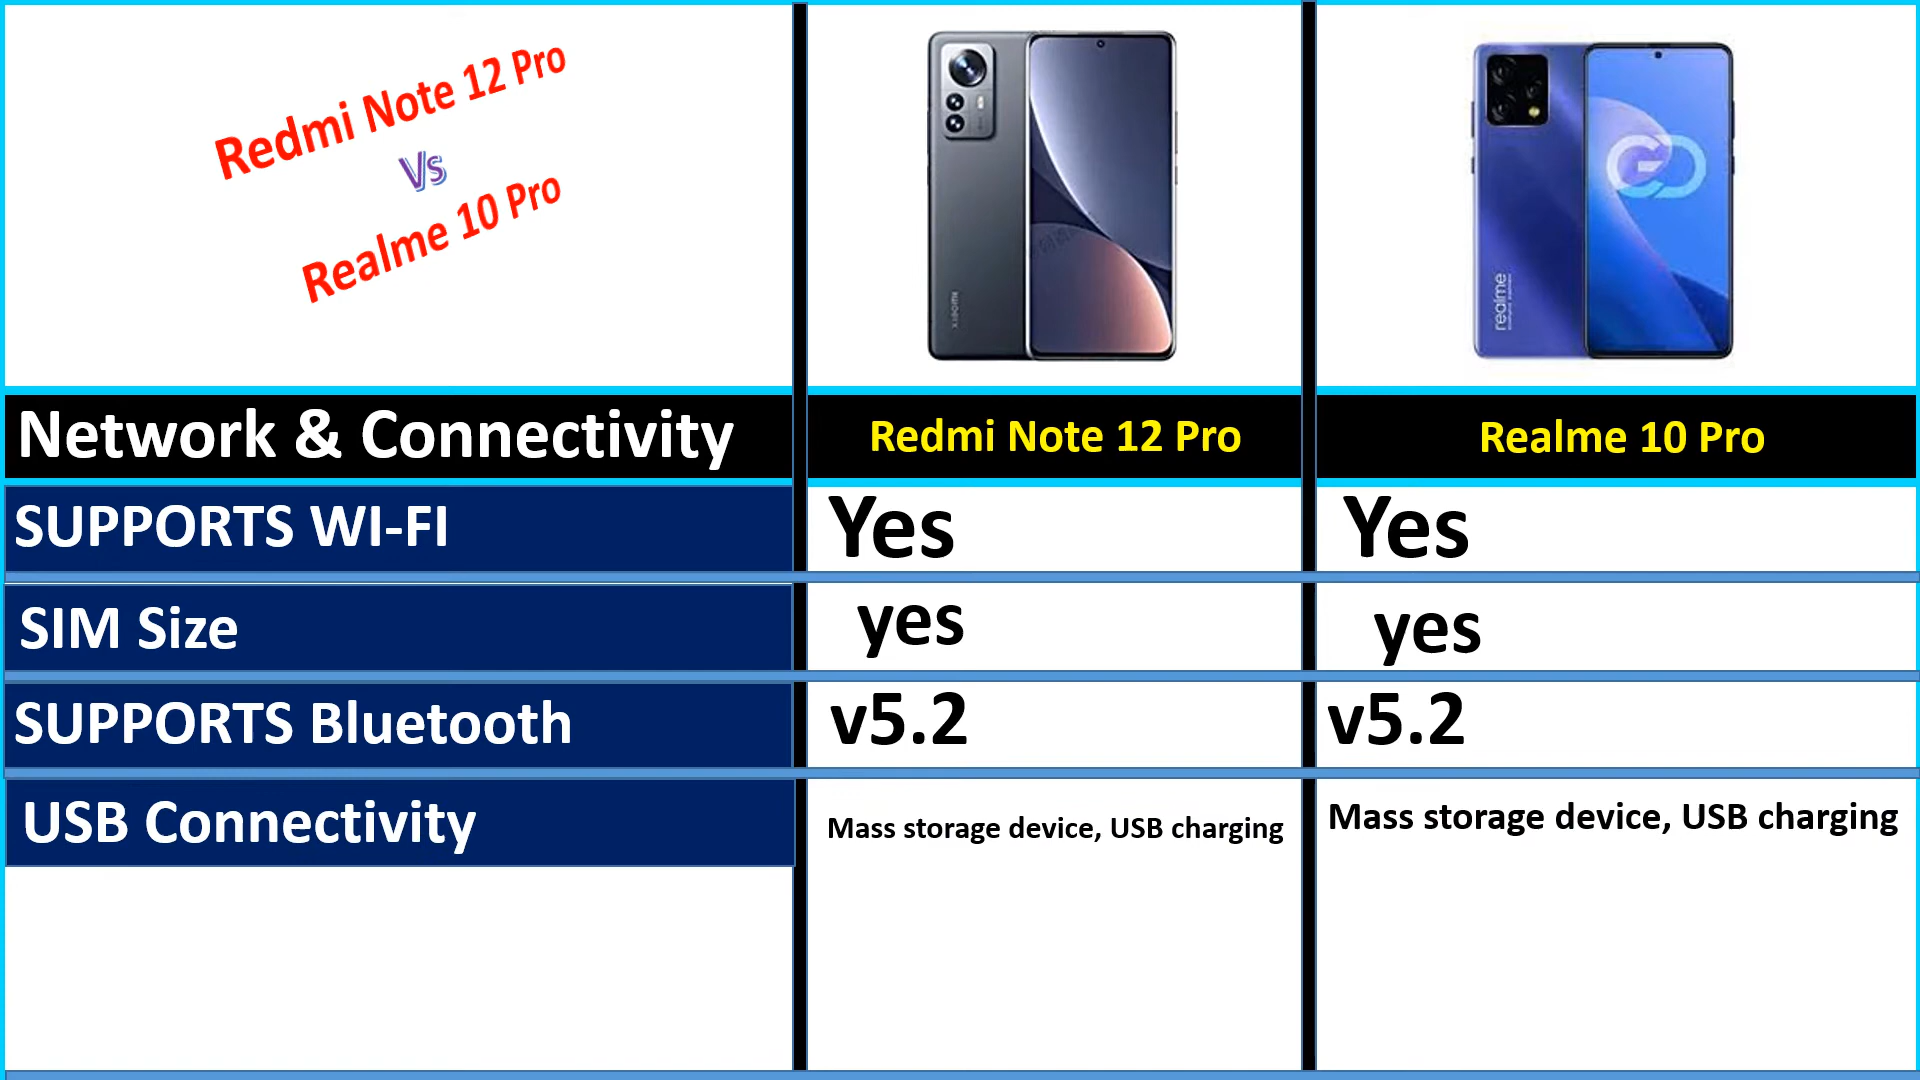 Redmi Note 12 Pro
Vs
Realme 10 Pro
XIAOMI
realme
Network & Connectivity
Redmi Note 12 Pro
Realme 10 Pro
SUPPORTS WI-FI
Yes
Yes
SIM Size
yes
yes
SUPPORTS Bluetooth
v5.2
v5.2
USB Connectivity
Mass storage device, USB charging
Mass storage device, USB charging